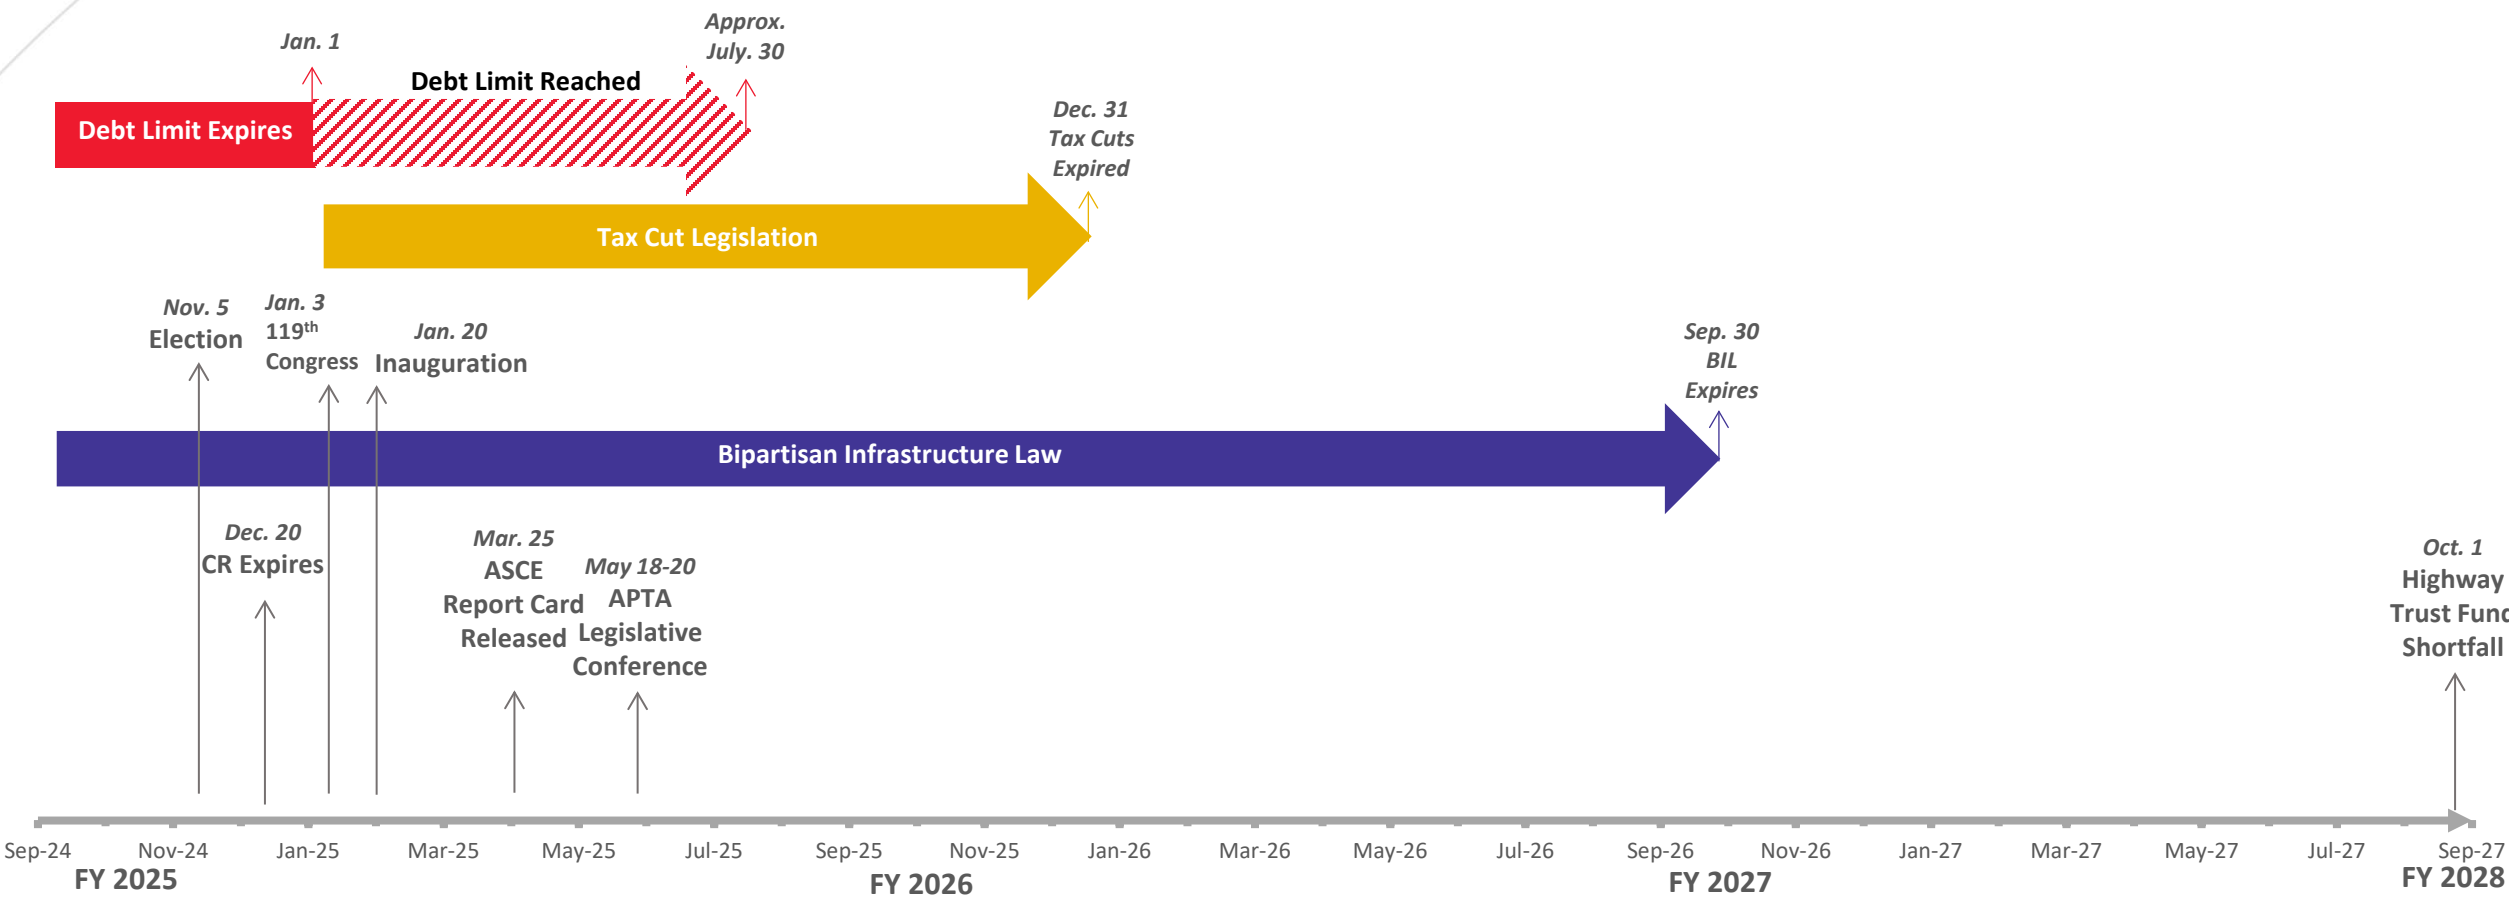 Jan. 1
Approx.
July. 30
Debt Limit Reached
Debt Limit Expires
Dec. 31
Tax Cuts
Expired
Tax Cut Legislation
Nov. 5
Election
Jan. 3
119th
Congress
Jan. 20
Inauguration
Sep. 30
BIL
Expires
Bipartisan Infrastructure Law
Dec. 20
CR Expires
Mar. 25
ASCE
Report Card
Released
May 18-20
APTA
Legislative
Conference
Oct. 1
Highway
Trust Fund
Shortfall
Sep-24 Nov-24 Jan-25 Mar-25 May-25 Jul-25 Sep-25 Nov-25 Jan-26 Mar-26 May-26 Jul-26 Sep-26 Nov-26 Jan-27 Mar-27 May-27 Jul-27 Sep-27
FY 2025 FY 2026 FY 2027 FY 2028